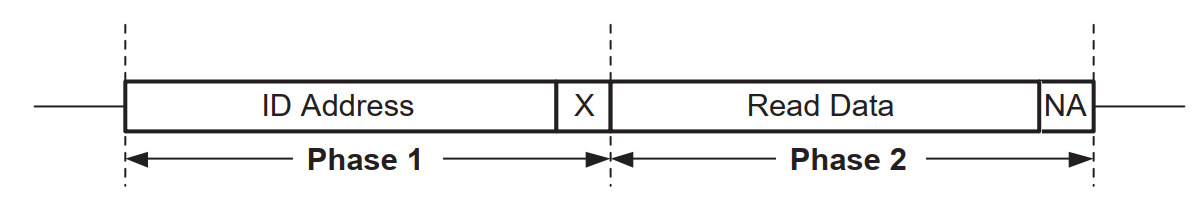 ID Address X Read Data NA
Phase 1 Phase 2